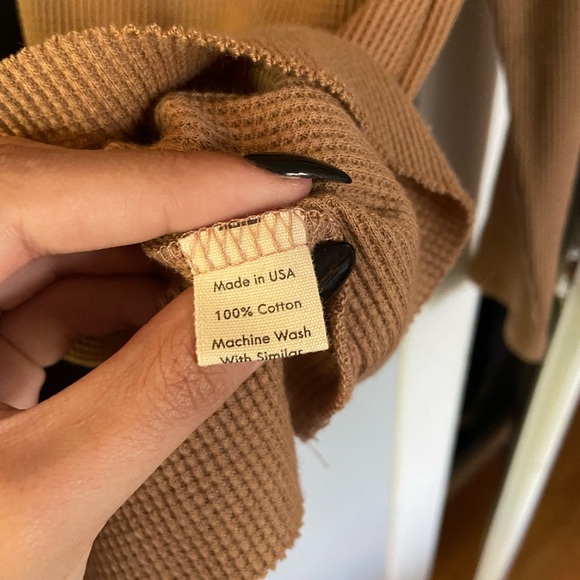 Made in USA
100% Cotton
Machine Wash
With Similar